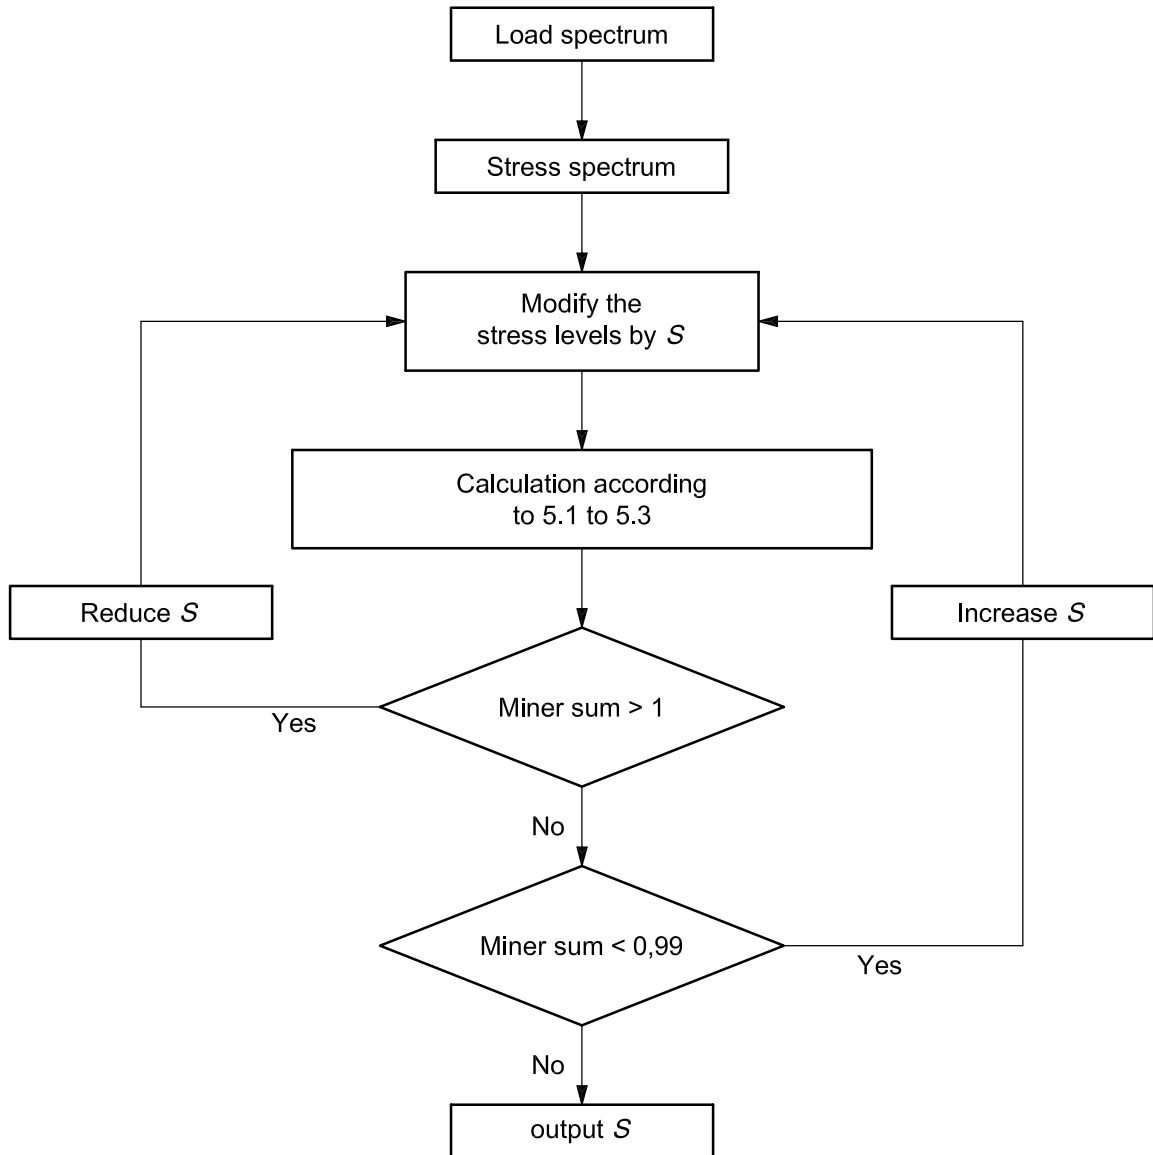 Load spectrum
Stress spectrum
Modify the
stress levels by S
Calculation according
to 5.1 to 5.3
Reduce S
Increase S
Miner sum > 1
Yes
No
Miner sum < 0,99
Yes
No
output S